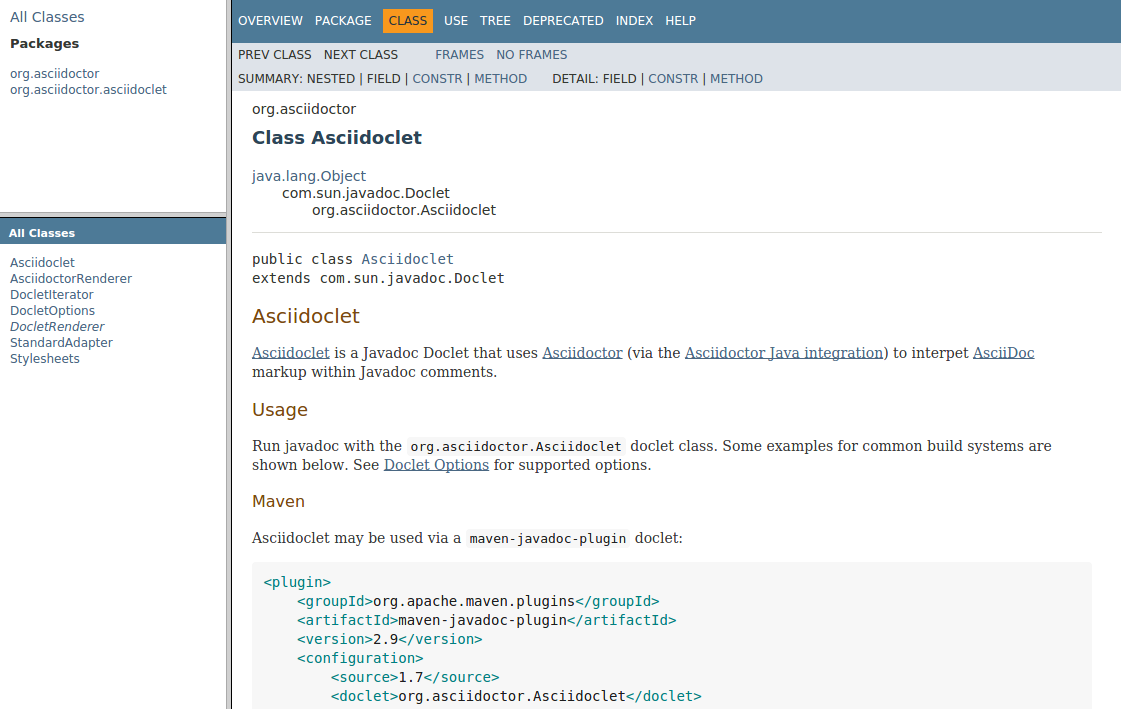 All Classes
Packages
org.asciidoctor
org.asciidoctor.asciidoclet
All Classes
Asciidoclet
AsciidoctorRenderer
DocletIterator
DocletOptions
DocletRenderer
StandardAdapter
Stylesheets
OVERVIEW PACKAGE CLASS USE TREE DEPRECATED INDEX HELP
PREV CLASS NEXT CLASS FRAMES NO FRAMES
SUMMARY: NESTED | FIELD | CONSTR | METHOD DETAIL: FIELD | CONSTR | METHOD
org.asciidoctor
Class Asciidoclet
java.lang.Object
com.sun.javadoc.Doclet
org.asciidoctor.Asciidoclet
public class Asciidoclet
extends com.sun.javadoc.Doclet
Asciidoclet
Asciidoclet is a Javadoc Doclet that uses Asciidoctor (via the Asciidoctor Java integration) to interpet AsciiDoc
markup within Javadoc comments.
Usage
Run javadoc with the org.asciidoctor.Asciidoclet doclet class. Some examples for common build systems are
shown below. See Doclet Options for supported options.
Maven
Asciidoclet may be used via a maven-javadoc-plugin doclet:
<plugin>
    <groupId>org.apache.maven.plugins</groupId>
    <artifactId>maven-javadoc-plugin</artifactId>
    <version>2.9</version>
    <configuration>
        <source>1.7</source>
        <doclet>org.asciidoctor.Asciidoclet</doclet>